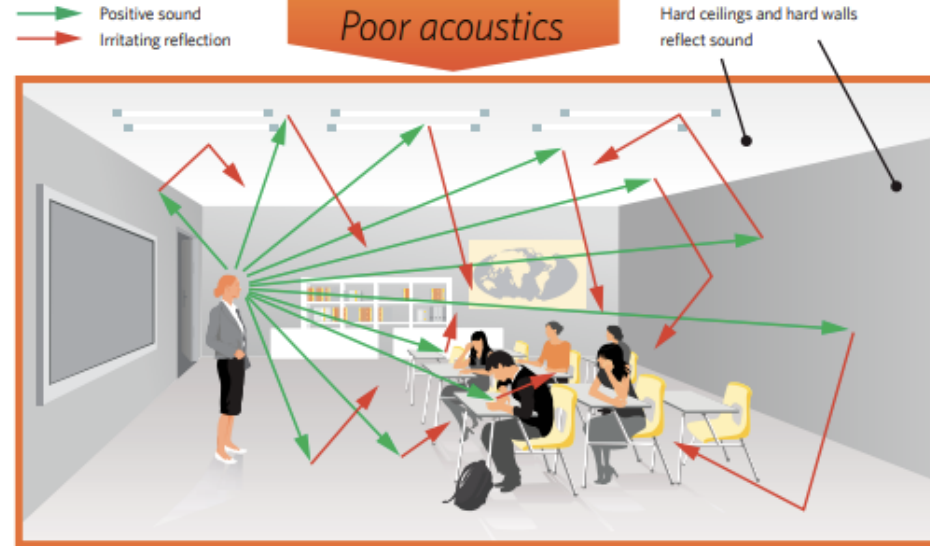 Positive sound
Irritating reflection
Poor acoustics
Hard ceilings and hard walls
reflect sound